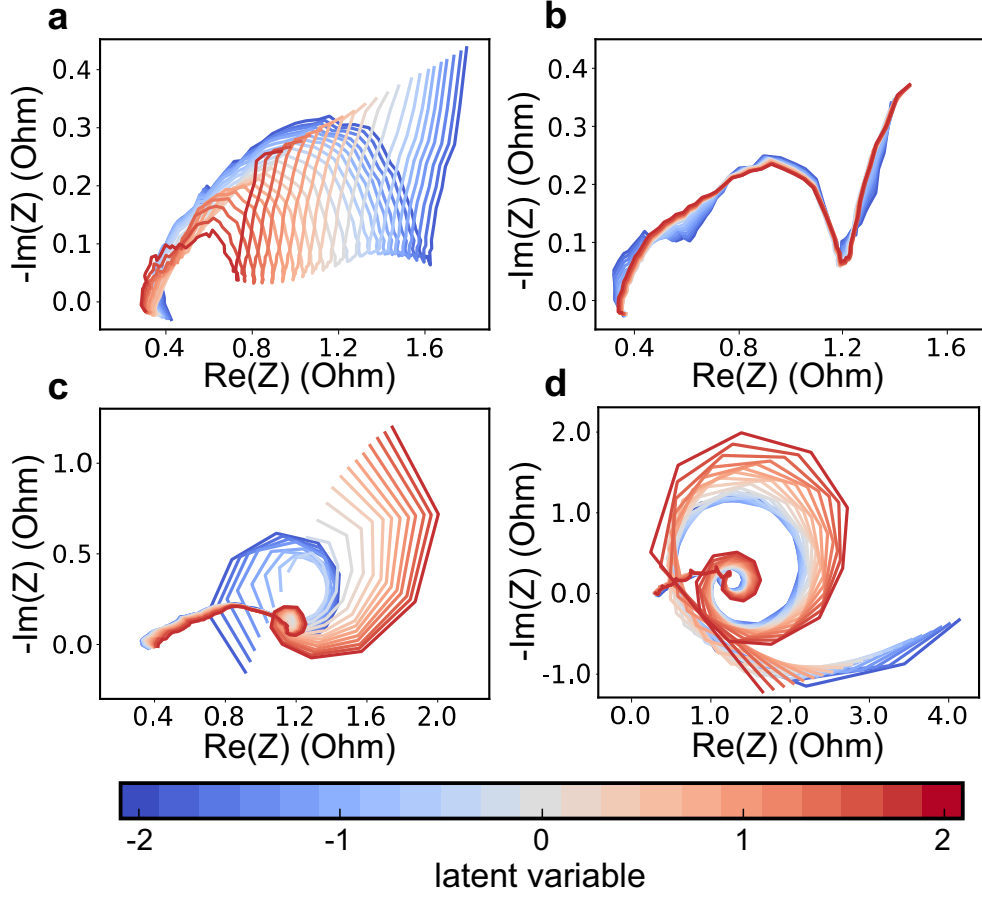 a
b
0.4
0.3
0.2
0.1
0.0
-Im(Z) (Ohm)
0.4 0.8 1.2 1.6
Re(Z) (Ohm)
0.4
0.3
0.2
0.1
0.0
-Im(Z) (Ohm)
0.4 0.8 1.2 1.6
Re(Z) (Ohm)
c
d
1.0
0.5
0.0
-Im(Z) (Ohm)
0.4 0.8 1.2 1.6 2.0
Re(Z) (Ohm)
2.0
1.0
0.0
-1.0
-Im(Z) (Ohm)
0.0 1.0 2.0 3.0 4.0
Re(Z) (Ohm)
-2 -1 0 1 2
latent variable